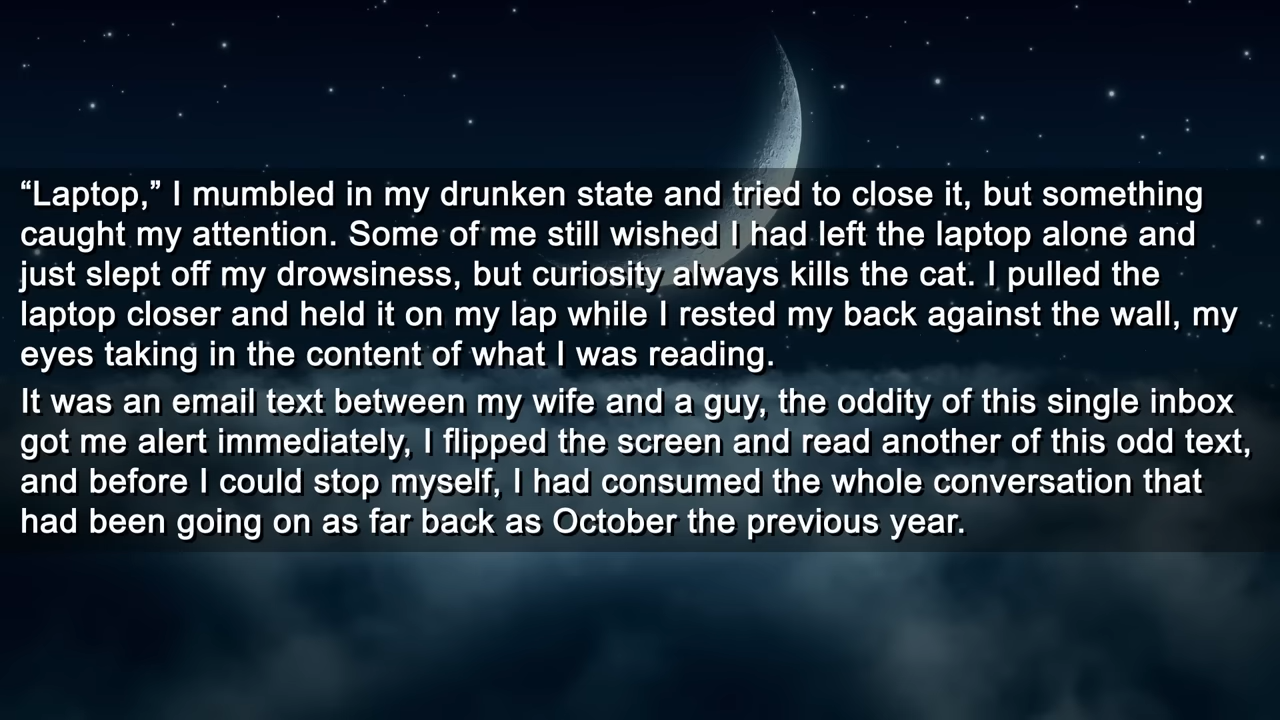 “Laptop,” I mumbled in my drunken state and tried to close it, but something
caught my attention. Some of me still wished I had left the laptop alone and
just slept off my drowsiness, but curiosity always kills the cat. I pulled the
laptop closer and held it on my lap while I rested my back against the wall, my
eyes taking in the content of what I was reading.
It was an email text between my wife and a guy, the oddity of this single inbox
got me alert immediately, I flipped the screen and read another of this odd text,
and before I could stop myself, I had consumed the whole conversation that
had been going on as far back as October the previous year.